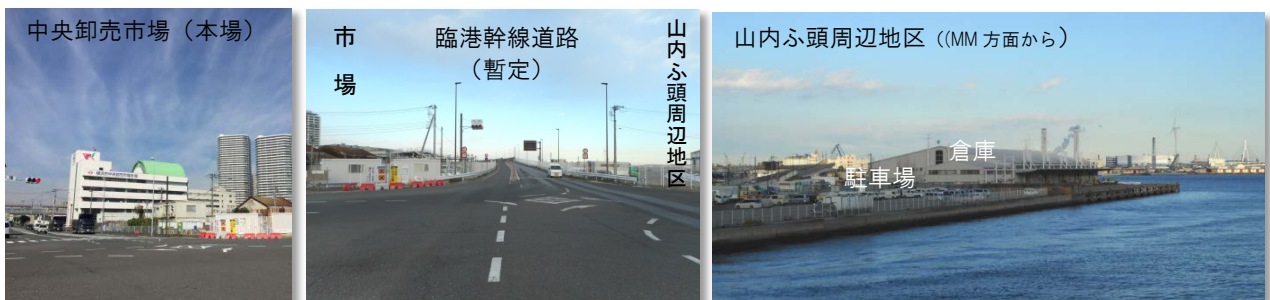 中央卸売市場（本場）
市場
臨港幹線道路
（暫定）
山内ふ頭周辺地区
山内ふ頭周辺地区（(MM 方面から）
倉庫
駐車場